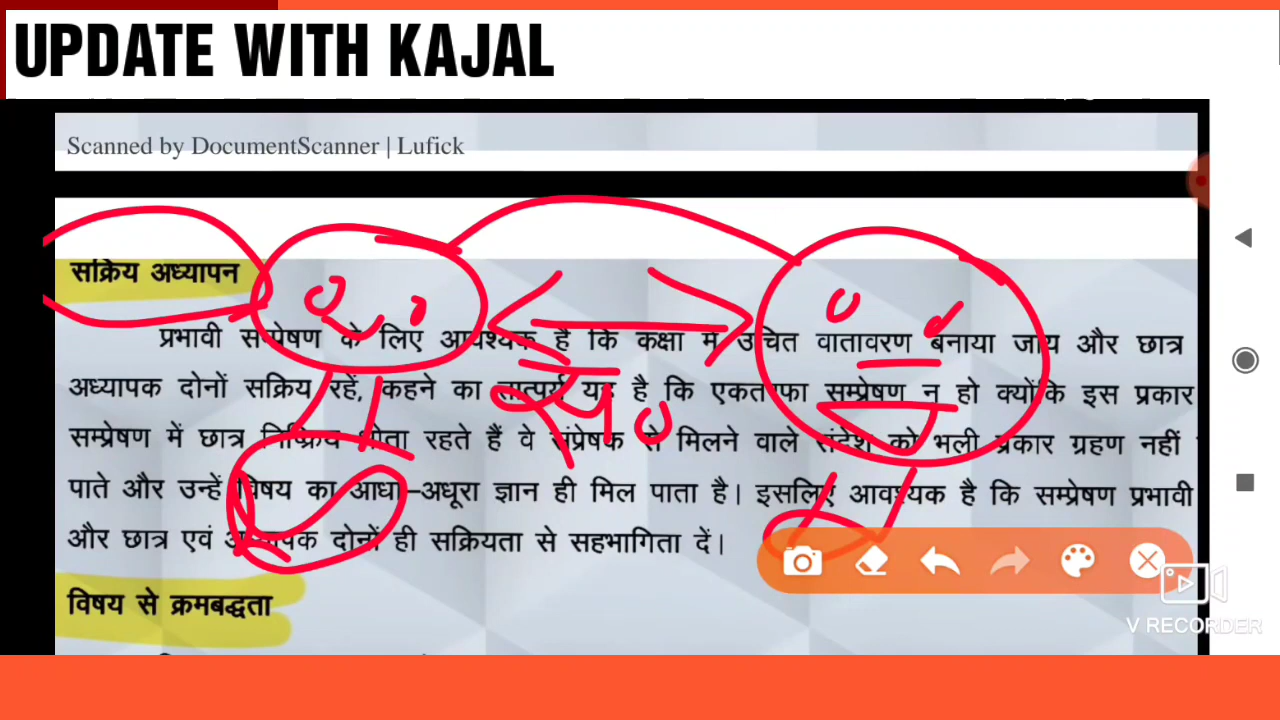 UPDATE WITH KAJAL
Scanned by DocumentScanner | Lufick
सक्रिय अध्यापन
प्रभावी सम्प्रेषण के लिए आवश्यक है कि कक्षा में उचित वातावरण बनाया जाय और छात्र
अध्यापक दोनों सक्रिय रहें, कहने का तात्पर्य यह है कि एकतरफा सम्प्रेषण न हो क्योंकि इस प्रकार
सम्प्रेषण में छात्र निष्क्रिय श्रोता रहते हैं वे संप्रेषक से मिलने वाले संदेश को भली प्रकार ग्रहण नहीं
पाते और उन्हें विषय का आधा–अधूरा ज्ञान ही मिल पाता है। इसलिए आवश्यक है कि सम्प्रेषण प्रभावी
और छात्र एवं अध्यापक दोनों ही सक्रियता से सहभागिता दें।
विषय से क्रमबद्धता
V RECORDER